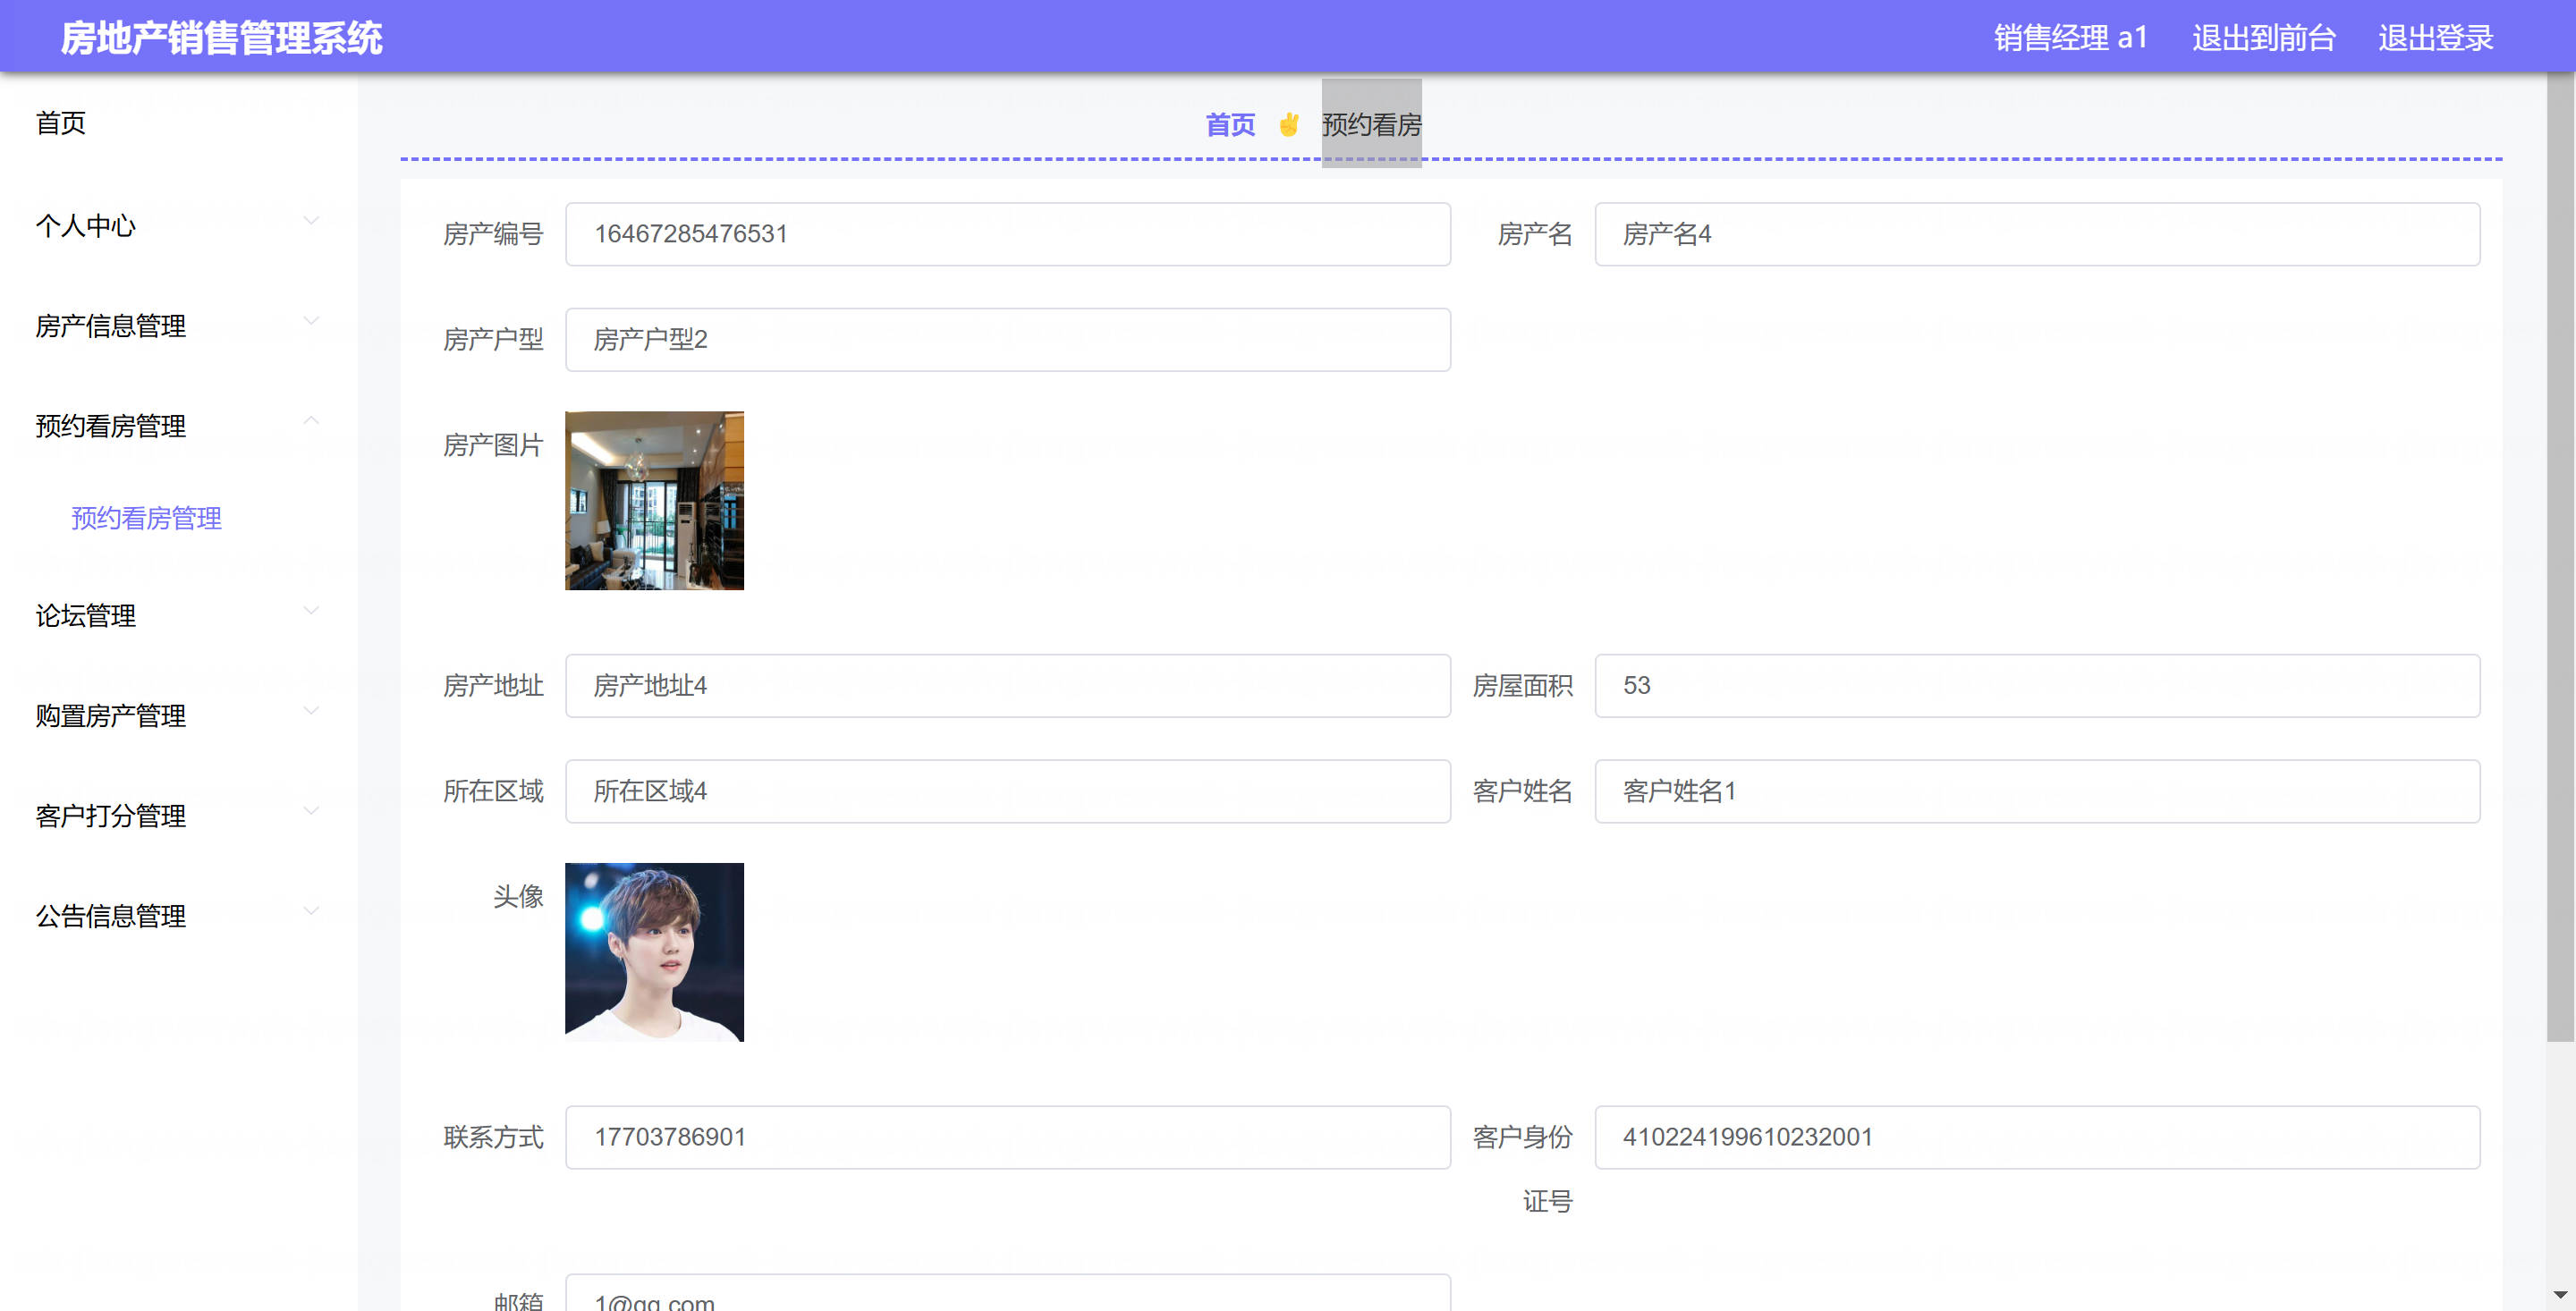 房地产销售管理系统
销售经理 a1
退出到前台
退出登录
首页
个人中心
房产信息管理
预约看房管理
预约看房管理
论坛管理
购置房产管理
客户打分管理
公告信息管理
首页 ✌ 预约看房
房产编号 16467285476531
房产名 房产名4
房产户型 房产户型2
房产图片
房产地址 房产地址4
房屋面积 53
所在区域 所在区域4
客户姓名 客户姓名1
头像
联系方式 17703786901
客户身份证号 410224199610232001
邮箱 1@qq.com